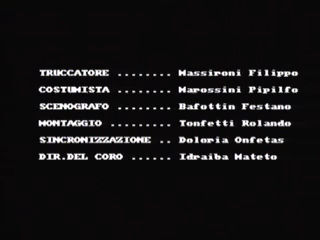 TRUCCATORE ........ Massironi Filippo
COSTUMISTA ........ Marossini Pipilfo
SCENOGRAFO ........ Bafottin Festano
MONTAGGIO ......... Tonfetti Rolando
SINCRONIZZAZIONE .. Doloria Onfetas
DIR.DEL CORO ...... Idraiba Mateto